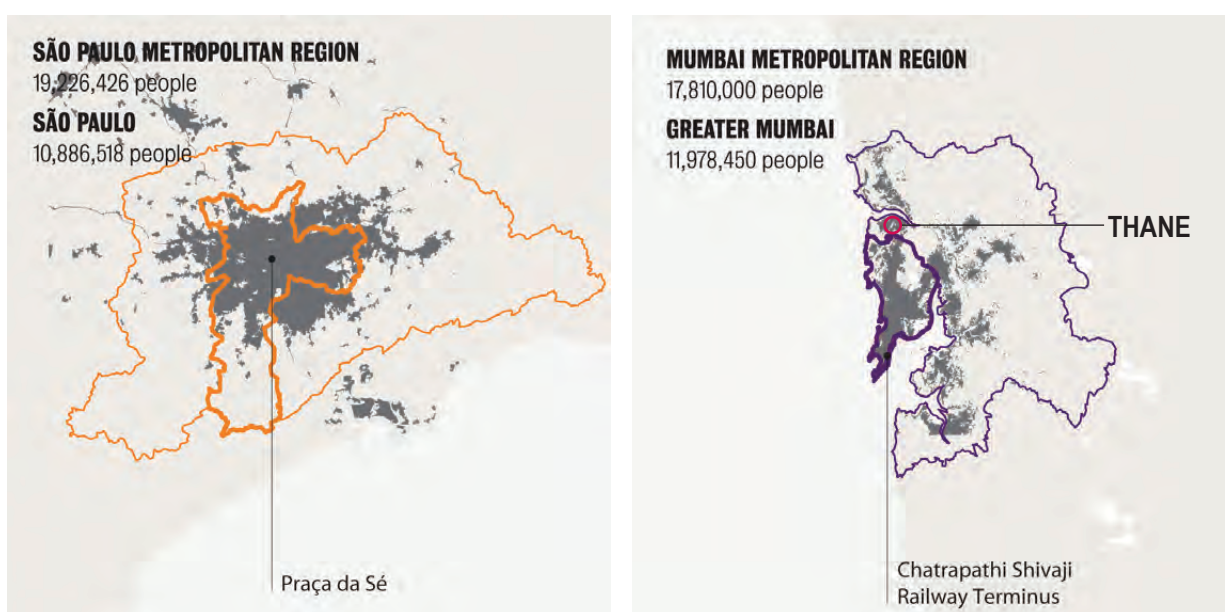 SÃO PAULO METROPOLITAN REGION
19,226,426 people
SÃO PAULO
10,886,518 people
Praça da Sé
MUMBAI METROPOLITAN REGION
17,810,000 people
GREATER MUMBAI
11,978,450 people
THANE
Chatrapathi Shivaji
Railway Terminus